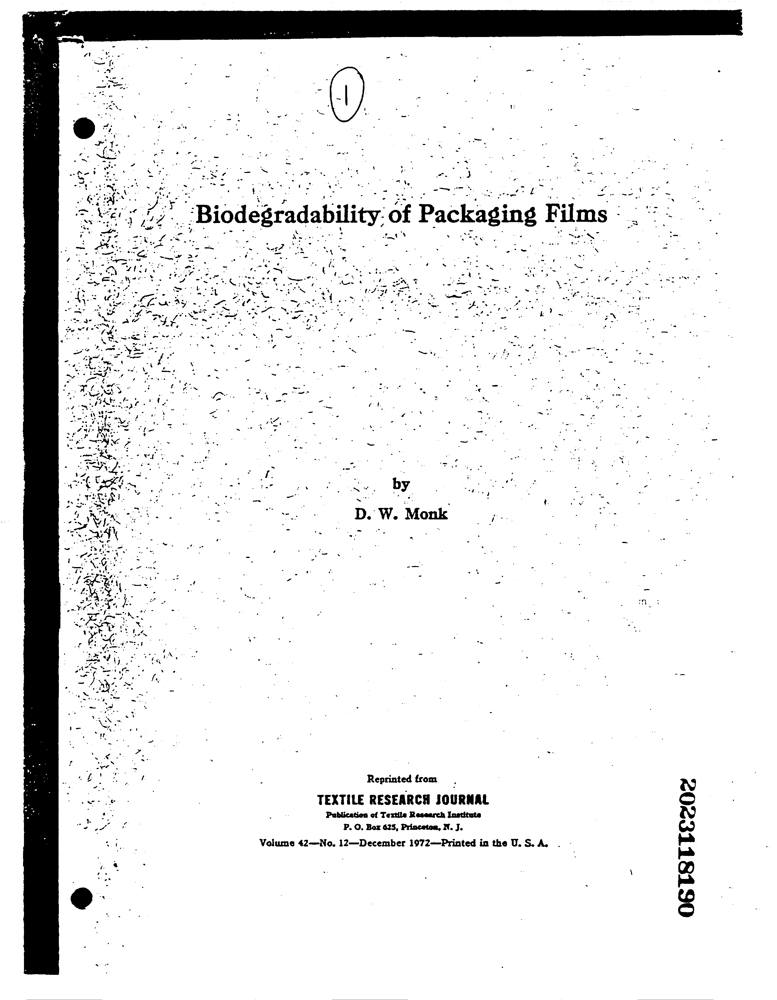 1
Biodegradability of Packaging Films
by
D. W. Monk
Reprinted from
TEXTILE RESEARCH JOURNAL
Publication of Textile Research Institute
P. O. Box 625, Princeton, N. J.
Volume 42—No. 12—December 1972—Printed in the U. S. A.
2023118190